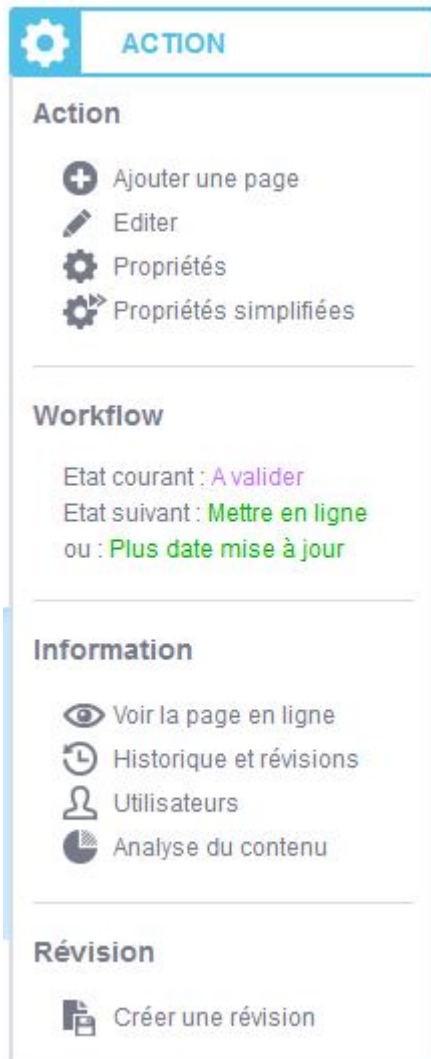 ACTION
Action
Ajouter une page
Editer
Propriétés
Propriétés simplifiées
Workflow
Etat courant : A valider
Etat suivant : Mettre en ligne
ou : Plus date mise à jour
Information
Voir la page en ligne
Historique et révisions
Utilisateurs
Analyse du contenu
Révision
Créer une révision